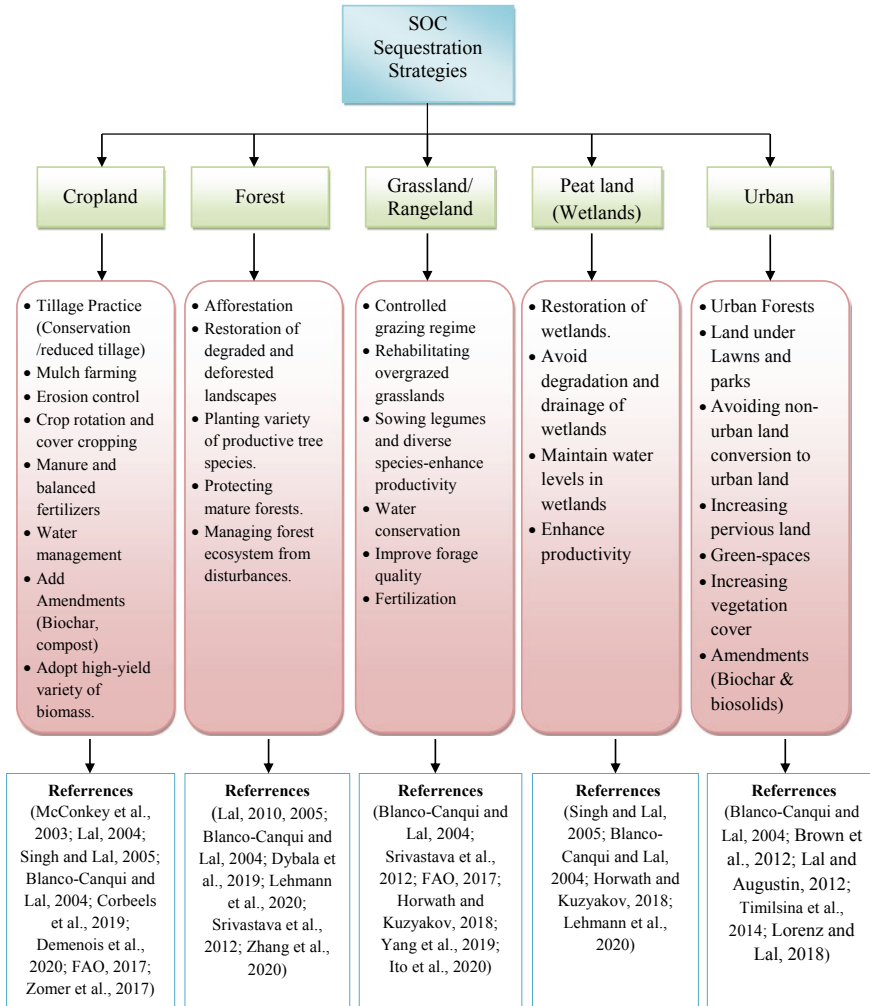 SOC
Sequestration
Strategies
Cropland
Forest
Grassland/
Rangeland
Peat land
(Wetlands)
Urban
• Tillage Practice
(Conservation
/reduced tillage)
• Mulch farming
• Erosion control
• Crop rotation and
cover cropping
• Manure and
balanced
fertilizers
• Water
management
• Add
Amendments
(Biochar,
compost)
• Adopt high-yield
variety of
biomass.
• Afforestation
• Restoration of
degraded and
deforested
landscapes
• Planting variety
of productive tree
species.
• Protecting
mature forests.
• Managing forest
ecosystem from
disturbances.
• Controlled
grazing regime
• Rehabilitating
overgrazed
grasslands
• Sowing legumes
and diverse
species-enhance
productivity
• Water
conservation
• Improve forage
quality
• Fertilization
• Restoration of
wetlands.
• Avoid
degradation and
drainage of
wetlands
• Maintain water
levels in
wetlands
• Enhance
productivity
• Urban Forests
• Land under
Lawns and
parks
• Avoiding non-
urban land
conversion to
urban land
• Increasing
pervious land
• Green-spaces
• Increasing
vegetation
cover
• Amendments
(Biochar &
biosolids)
Referrences
(McConkey et al.,
2003; Lal, 2004;
Singh and Lal, 2005;
Blanco-Canqui and
Lal, 2004; Corbeels
et al., 2019;
Demenois et al.,
2020; FAO, 2017;
Zomer et al., 2017)
Referrences
(Lal, 2010, 2005;
Blanco-Canqui and
Lal, 2004; Dybala et
al., 2019; Lehmann
et al., 2020;
Srivastava et al.,
2012; Zhang et al.,
2020)
Referrences
(Blanco-Canqui and
Lal, 2004;
Srivastava et al.,
2012; FAO, 2017;
Horwath and
Kuzyakov, 2018;
Yang et al., 2019;
Ito et al., 2020)
Referrences
(Singh and Lal,
2005; Blanco-
Canqui and Lal,
2004; Horwath and
Kuzyakov, 2018;
Lehmann et al.,
2020)
Referrences
(Blanco-Canqui and
Lal, 2004; Brown et
al., 2012; Lal and
Augustin, 2012;
Timilsina et al.,
2014; Lorenz and
Lal, 2018)